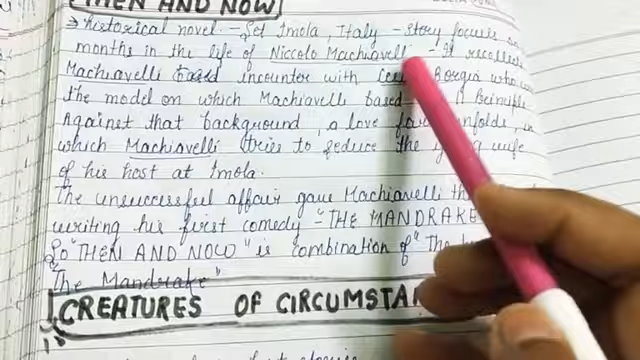 THEN AND NOW
→ historical novel. - Set Imola, Italy - Story focuses on
months in the life of Niccolo Machiavelli - It recollects
Machiavelli encounter with Borgia who was
the model on which Machiavelli based
Against that background, a love unfolds, in
which Machiavelli tries to seduce the wife
of his host at Imola.
The unsuccessful affair gave Machiavelli
writing his first comedy - "THE MANDRAKE
So "THEN AND NOW" is combination of "The
The Mandrake"
CREATURES OF